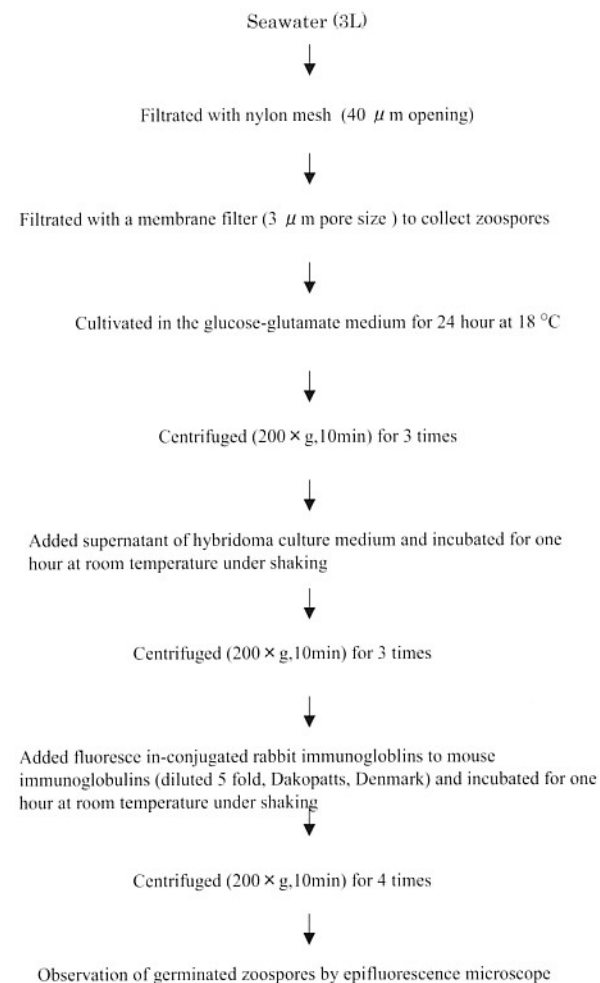 Seawater (3L)
Filtrated with nylon mesh (40 μm opening)
Filtrated with a membrane filter (3 μm pore size ) to collect zoospores
Cultivated in the glucose-glutamate medium for 24 hour at 18 °C
Centrifuged (200 × g,10min) for 3 times
Added supernatant of hybridoma culture medium and incubated for one
hour at room temperature under shaking
Centrifuged (200 × g,10min) for 3 times
Added fluoresce in-conjugated rabbit immunogloblins to mouse
immunoglobulins (diluted 5 fold, Dakopatts, Denmark) and incubated for one
hour at room temperature under shaking
Centrifuged (200 × g,10min) for 4 times
Observation of germinated zoospores by epifluorescence microscope